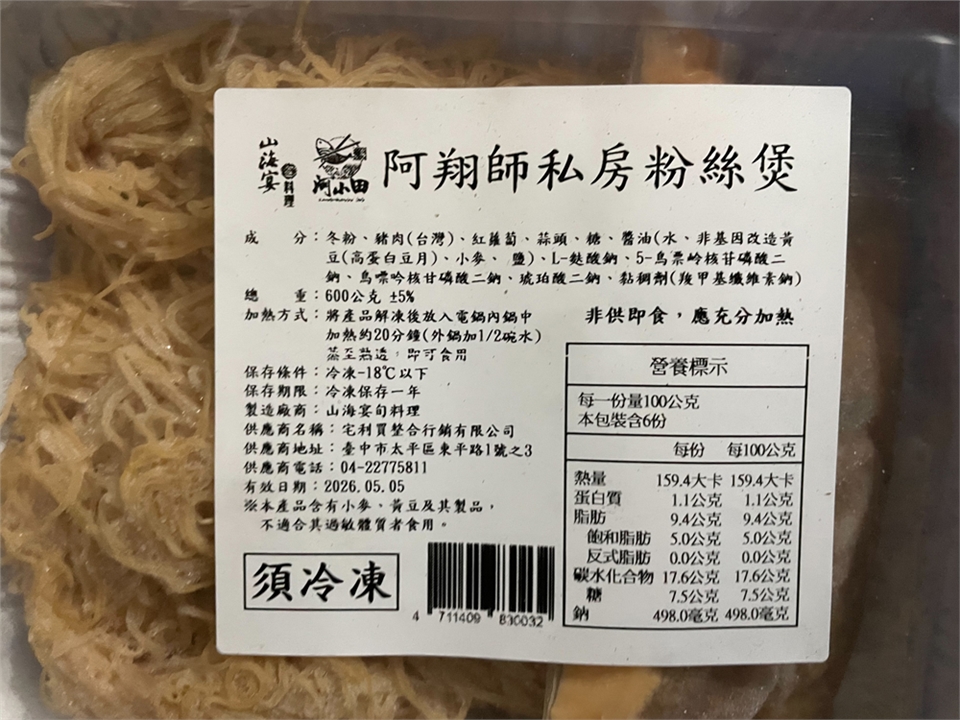 山海宴
旬料理
阿小田
阿翔師私房粉絲煲
成　　分：冬粉、豬肉(台灣)、紅蘿蔔、蒜頭、糖、醬油(水、非基因改造黃
豆(高蛋白豆片)、小麥、鹽)、L-麩酸鈉、5-鳥嘌呤核苷磷酸二
鈉、鳥嘌呤核甘磷酸二鈉、琥珀酸二鈉、黏稠劑(羧甲基纖維素鈉)
總　　重：600公克 ±5%
加熱方式：將產品解凍後放入電鍋內鍋中
加熱約20分鐘(外鍋加1/2碗水)
蒸至熟透，即可食用
非供即食，應充分加熱
保存條件：冷凍-18℃以下
保存期限：冷凍保存一年
製造廠商：山海宴旬料理
供應商名稱：宅利買整合行銷有限公司
供應商地址：臺中市太平區東平路1號之3
供應商電話：04-22775811
有效日期：2026.05.05
※本產品含有小麥、黃豆及其製品，
不適合其過敏體質者食用。
須冷凍
4 711409 830032
營養標示
每一份量100公克
本包裝含6份
每份 每100公克
熱量 159.4大卡 159.4大卡
蛋白質 1.1公克 1.1公克
脂肪 9.4公克 9.4公克
飽和脂肪 5.0公克 5.0公克
反式脂肪 0.0公克 0.0公克
碳水化合物 17.6公克 17.6公克
糖 7.5公克 7.5公克
鈉 498.0毫克 498.0毫克